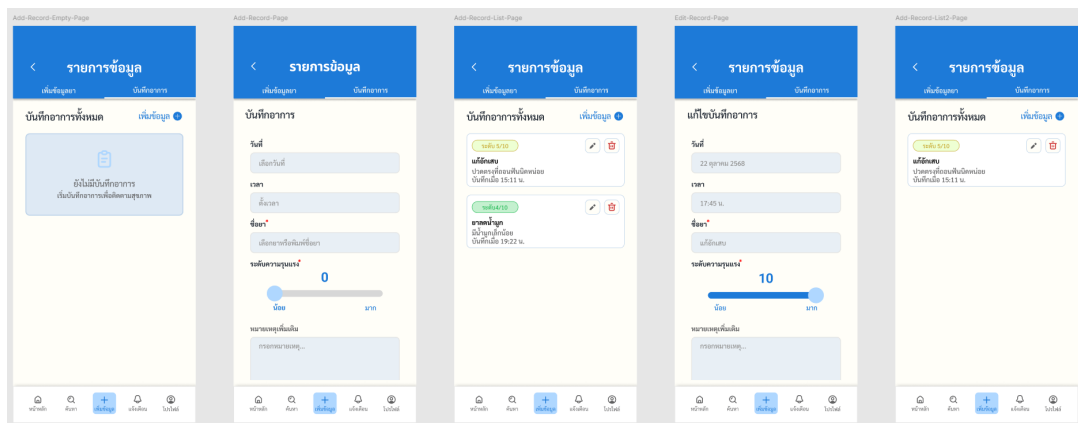 Add-Record-Empty-Page
รายการข้อมูล
เพิ่มข้อมูลยา
บันทึกอาการ
บันทึกอาการทั้งหมด
เพิ่มข้อมูล
ยังไม่มีบันทึกอาการ
เริ่มบันทึกอาการเพื่อติดตามสุขภาพ
หน้าหลัก
ค้นหา
เพิ่มข้อมูล
แจ้งเตือน
โปรไฟล์
Add-Record-Page
รายการข้อมูล
เพิ่มข้อมูลยา
บันทึกอาการ
บันทึกอาการ
วันที่
เลือกวันที่
เวลา
ตั้งเวลา
ชื่อยา*
เลือกยาหรือพิมพ์ชื่อยา
ระดับความรุนแรง*
0
น้อย
มาก
หมายเหตุเพิ่มเติม
กรอกหมายเหตุ...
หน้าหลัก
ค้นหา
เพิ่มข้อมูล
แจ้งเตือน
โปรไฟล์
Add-Record-List-Page
รายการข้อมูล
เพิ่มข้อมูลยา
บันทึกอาการ
บันทึกอาการทั้งหมด
เพิ่มข้อมูล
ระดับ 5/10
แก้อักเสบ
ปวดตรงที่ถอนฟันนิดหน่อย
บันทึกเมื่อ 15:11 น.
ระดับ4/10
ยาลดน้ำมูก
มีน้ำมูกเล็กน้อย
บันทึกเมื่อ 19:22 น.
หน้าหลัก
ค้นหา
เพิ่มข้อมูล
แจ้งเตือน
โปรไฟล์
Edit-Record-Page
รายการข้อมูล
เพิ่มข้อมูลยา
บันทึกอาการ
แก้ไขบันทึกอาการ
วันที่
22 ตุลาคม 2568
เวลา
17:45 น.
ชื่อยา*
แก้อักเสบ
ระดับความรุนแรง*
10
น้อย
มาก
หมายเหตุเพิ่มเติม
กรอกหมายเหตุ...
หน้าหลัก
ค้นหา
เพิ่มข้อมูล
แจ้งเตือน
โปรไฟล์
Add-Record-List2-Page
รายการข้อมูล
เพิ่มข้อมูลยา
บันทึกอาการ
บันทึกอาการทั้งหมด
เพิ่มข้อมูล
ระดับ 5/10
แก้อักเสบ
ปวดตรงที่ถอนฟันนิดหน่อย
บันทึกเมื่อ 15:11 น.
หน้าหลัก
ค้นหา
เพิ่มข้อมูล
แจ้งเตือน
โปรไฟล์